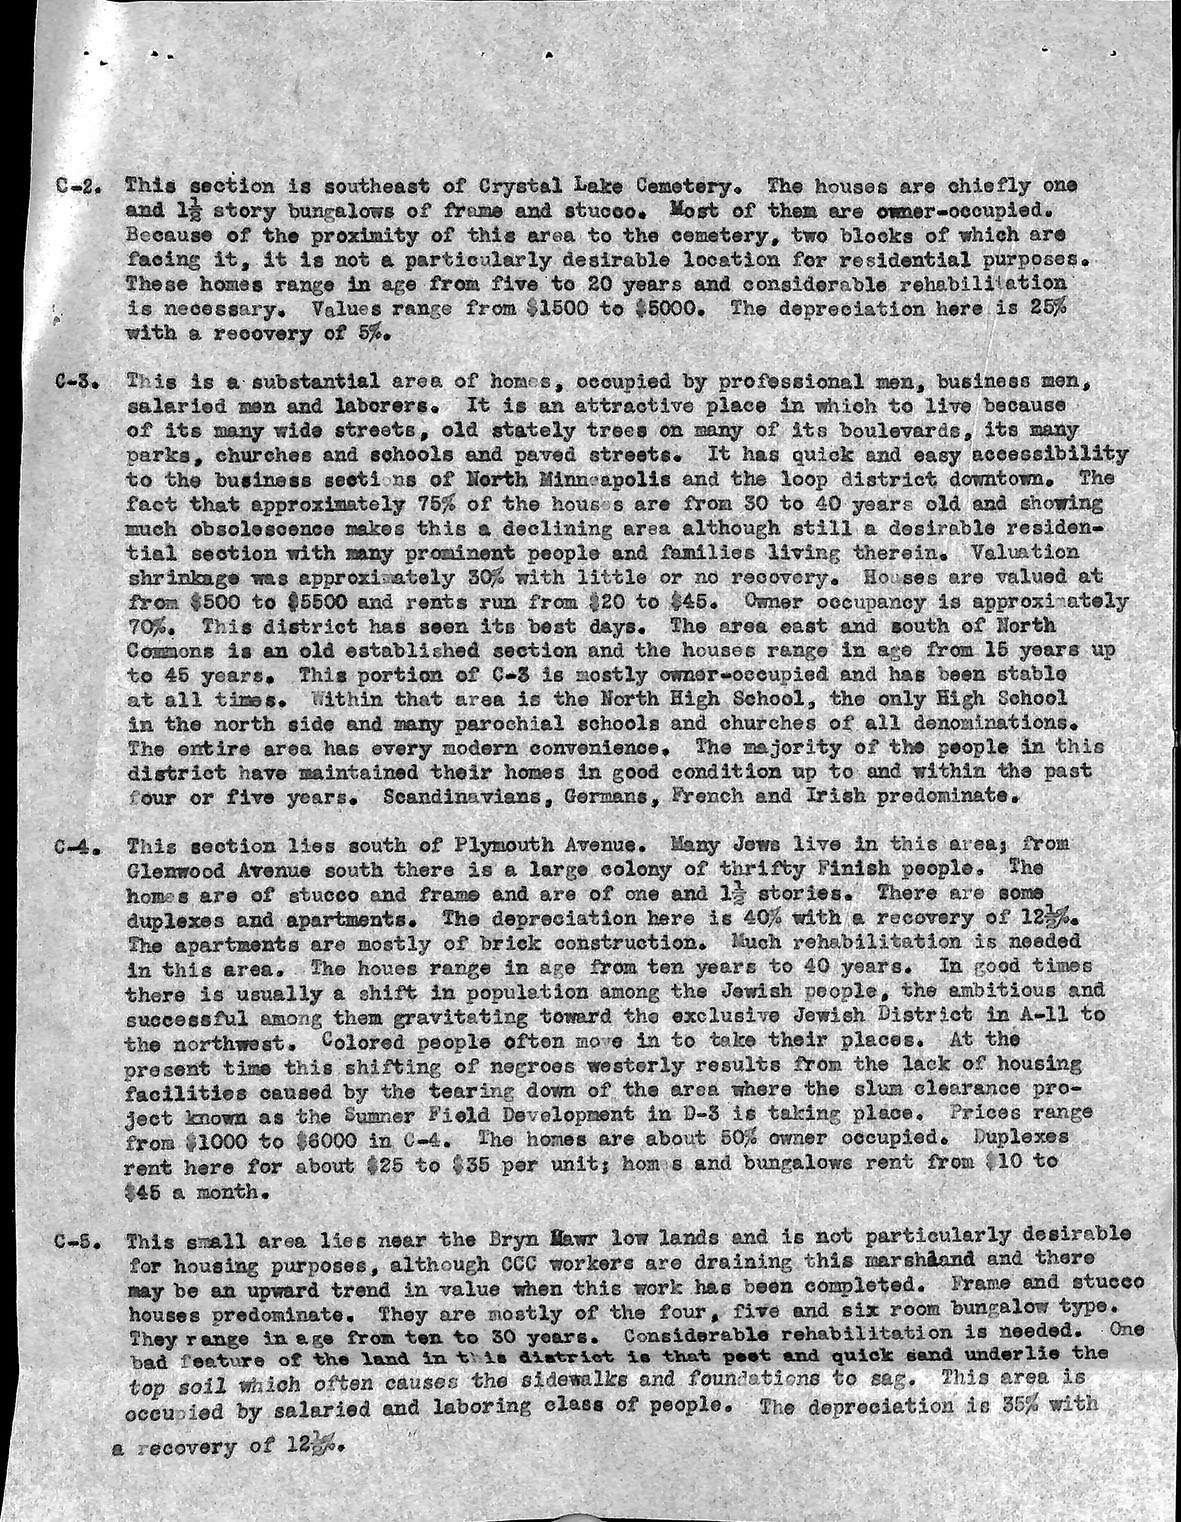 C-2. This section is southeast of Crystal Lake Cemetery. The houses are chiefly one
and 1½ story bungalows of frame and stucco. Most of them are owner-occupied.
Because of the proximity of this area to the cemetery, two blocks of which are
facing it, it is not a particularly desirable location for residential purposes.
These homes range in age from five to 20 years and considerable rehabilitation
is necessary. Values range from $1500 to $5000. The depreciation here is 25%
with a recovery of 5%.
C-3. This is a substantial area of homes, occupied by professional men, business men,
salaried men and laborers. It is an attractive place in which to live because
of its many wide streets, old stately trees on many of its boulevards, its many
parks, churches and schools and paved streets. It has quick and easy accessibility
to the business sections of North Minneapolis and the loop district downtown. The
fact that approximately 75% of the houses are from 30 to 40 years old and showing
much obsolescence makes this a declining area although still a desirable residen-
tial section with many prominent people and families living therein. Valuation
shrinkage was approximately 30% with little or no recovery. Houses are valued at
from $500 to $5500 and rents run from $20 to $45. Owner occupancy is approximately
70%. This district has seen its best days. The area east and south of North
Commons is an old established section and the houses range in age from 15 years up
to 45 years. This portion of C-3 is mostly owner-occupied and has been stable
at all times. Within that area is the North High School, the only High School
in the north side and many parochial schools and churches of all denominations.
The entire area has every modern convenience. The majority of the people in this
district have maintained their homes in good condition up to and within the past
four or five years. Scandinavians, Germans, French and Irish predominate.
C-4. This section lies south of Plymouth Avenue. Many Jews live in this area; from
Glenwood Avenue south there is a large colony of thrifty Finish people. The
homes are of stucco and frame and are of one and 1½ stories. There are some
duplexes and apartments. The depreciation here is 40% with a recovery of 12½%.
The apartments are mostly of brick construction. Much rehabilitation is needed
in this area. The houes range in age from ten years to 40 years. In good times
there is usually a shift in population among the Jewish people, the ambitious and
successful among them gravitating toward the exclusive Jewish District in A-11 to
the northwest. Colored people often move in to take their places. At the
present time this shifting of negroes westerly results from the lack of housing
facilities caused by the tearing down of the area where the slum clearance pro-
ject known as the Sumner Field Development in D-3 is taking place. Prices range
from $1000 to $6000 in C-4. The homes are about 50% owner occupied. Duplexes
rent here for about $25 to $35 per unit; homes and bungalows rent from $10 to
$45 a month.
C-5. This small area lies near the Bryn Mawr low lands and is not particularly desirable
for housing purposes, although CCC workers are draining this marshland and there
may be an upward trend in value when this work has been completed. Frame and stucco
houses predominate. They are mostly of the four, five and six room bungalow type.
They range in age from ten to 30 years. Considerable rehabilitation is needed. One
bad feature of the land in this district is that peet and quick sand underlie the
top soil which often causes the sidewalks and foundations to sag. This area is
occupied by salaried and laboring class of people. The depreciation is 35% with
a recovery of 12½%.